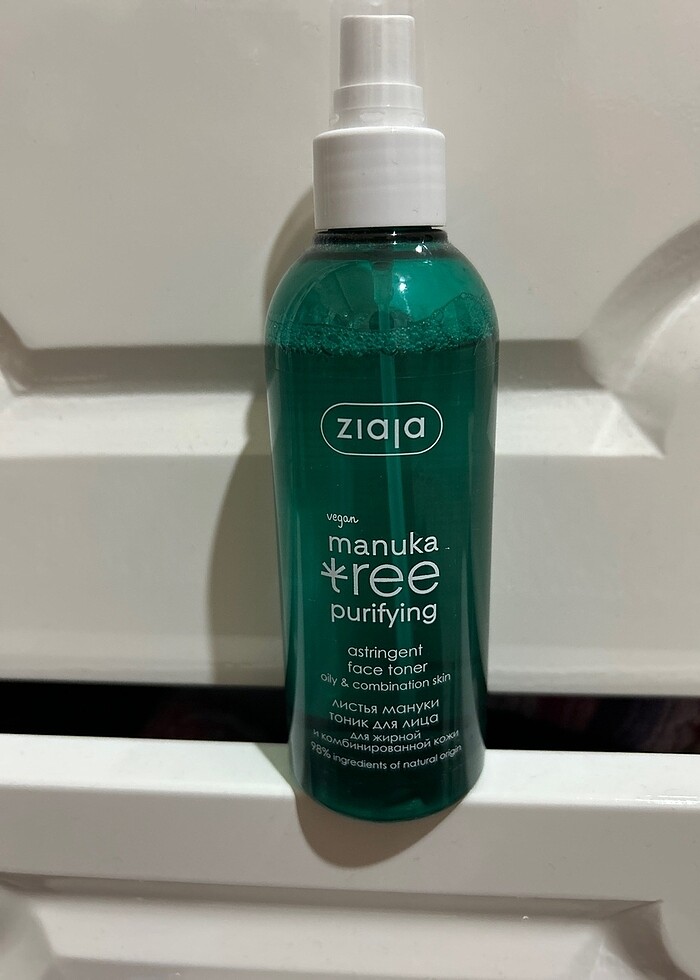 ziaja
vegan
manuka
tree
purifying
astringent
face toner
oily & combination skin
листья мануки
тоник для лица
для жирной
и комбинированной кожи
98% ingredients of natural origin